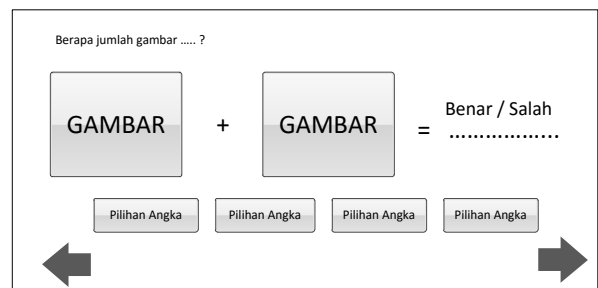 Berapa jumlah gambar ..... ?
GAMBAR + GAMBAR = Benar / Salah
....................
Pilihan Angka Pilihan Angka Pilihan Angka Pilihan Angka